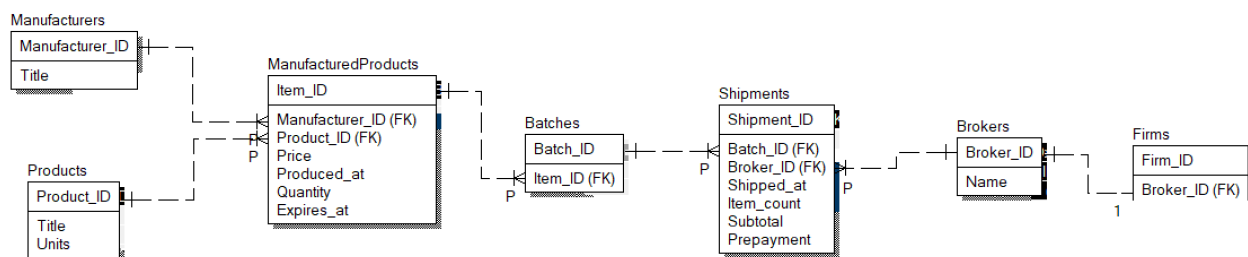 Manufacturers
Manufacturer_ID
Title
Products
Product_ID
Title
Units
ManufacturedProducts
Item_ID
Manufacturer_ID (FK)
Product_ID (FK)
Price
Produced_at
Quantity
Expires_at
P
P
Batches
Batch_ID
Item_ID (FK)
P
Shipments
Shipment_ID
Batch_ID (FK)
Broker_ID (FK)
Shipped_at
Item_count
Subtotal
Prepayment
P
P
Brokers
Broker_ID
Name
Firms
Firm_ID
Broker_ID (FK)
1